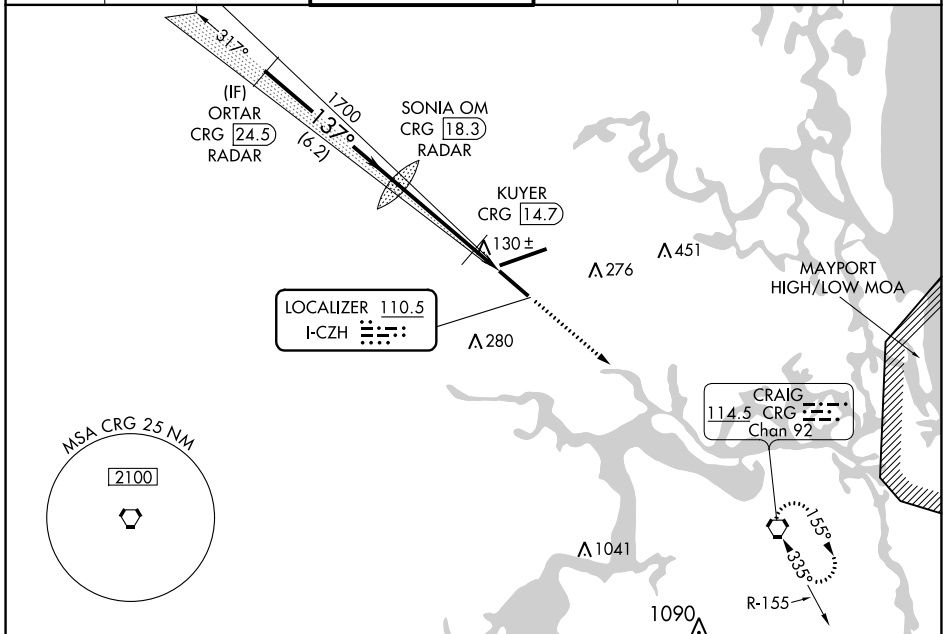 317°
(IF)
ORTAR
CRG 24.5
RADAR
1700
137°
(6.2)
SONIA OM
CRG 18.3
RADAR
KUYER
CRG 14.7
130 ±
276
451
MAYPORT
HIGH/LOW MOA
LOCALIZER 110.5
I-CZH
280
CRAIG
114.5 CRG
Chan 92
MSA CRG 25 NM
2100
155°
335°
R-155
1041
1090